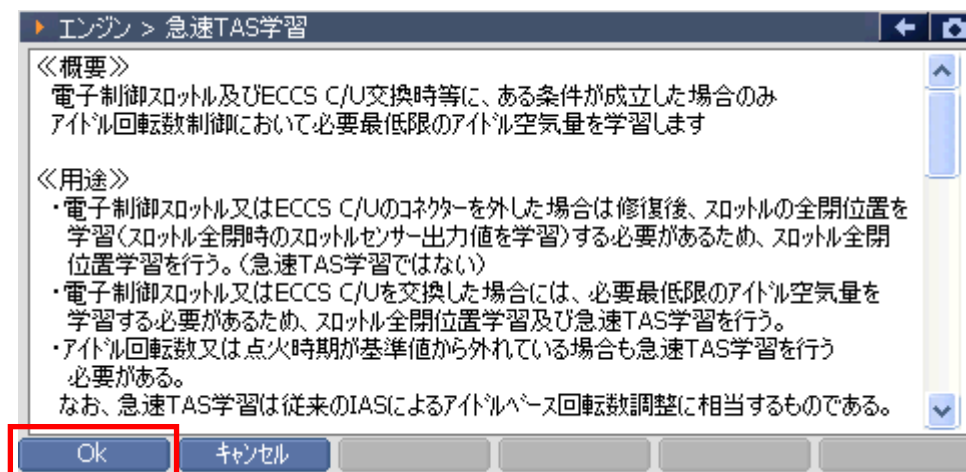 エンジン > 急速TAS学習
≪概要≫
電子制御ｽﾛｯﾄﾙ及びECCS C/U交換時等に、ある条件が成立した場合のみ
ｱｲﾄﾞﾙ回転数制御において必要最低限のｱｲﾄﾞﾙ空気量を学習します
≪用途≫
・電子制御ｽﾛｯﾄﾙ又はECCS C/Uのｺﾈｸﾀｰを外した場合は修復後、ｽﾛｯﾄﾙの全閉位置を
学習(ｽﾛｯﾄﾙ全閉時のｽﾛｯﾄﾙｾﾝｻｰ出力値を学習)する必要があるため、ｽﾛｯﾄﾙ全閉
位置学習を行う。(急速TAS学習ではない)
・電子制御ｽﾛｯﾄﾙ又はECCS C/Uを交換した場合には、必要最低限のｱｲﾄﾞﾙ空気量を
学習する必要があるため、ｽﾛｯﾄﾙ全閉位置学習及び急速TAS学習を行う。
・ｱｲﾄﾞﾙ回転数又は点火時期が基準値から外れている場合も急速TAS学習を行う
必要がある。
なお、急速TAS学習は従来のIASによるｱｲﾄﾞﾙﾍﾞｰｽ回転数調整に相当するものである。
Ok
ｷｬﾝｾﾙ